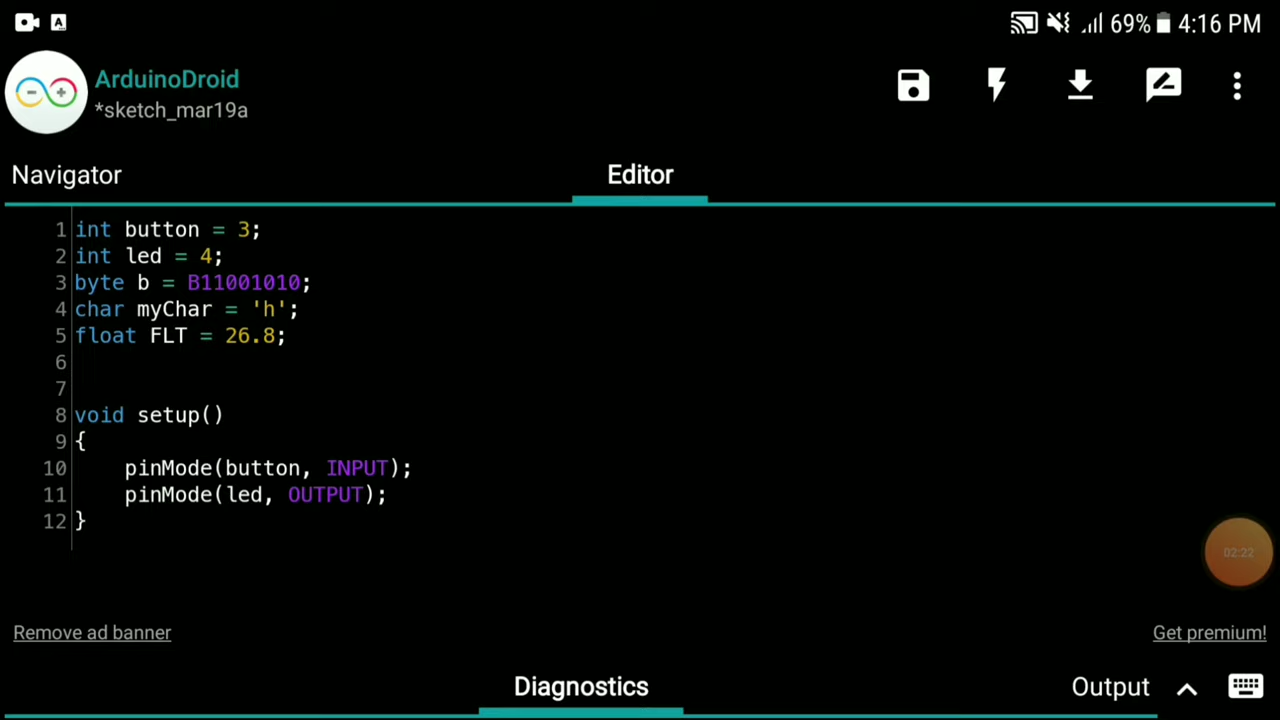 69% 4:16 PM
ArduinoDroid
*sketch_mar19a
Navigator Editor
1 int button = 3;
2 int led = 4;
3 byte b = B11001010;
4 char myChar = 'h';
5 float FLT = 26.8;
6
7
8 void setup()
9 {
10 pinMode(button, INPUT);
11 pinMode(led, OUTPUT);
12 }
02:22
Remove ad banner Get premium!
Diagnostics Output